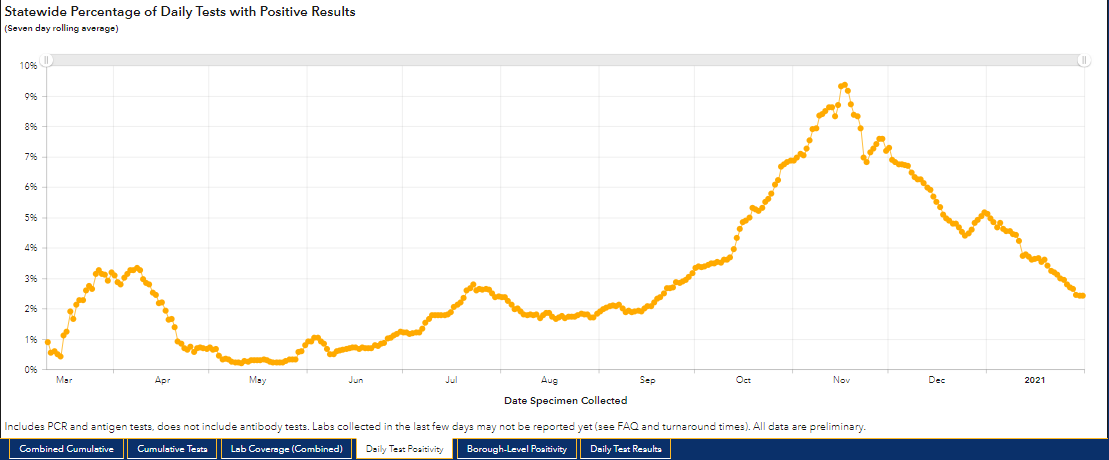 Statewide Percentage of Daily Tests with Positive Results
(Seven day rolling average)
10%
9%
8%
7%
6%
5%
4%
3%
2%
1%
0%
Mar Apr May Jun Jul Aug Sep Oct Nov Dec 2021
Date Specimen Collected
Includes PCR and antigen tests, does not include antibody tests. Labs collected in the last few days may not be reported yet (see FAQ and turnaround times). All data are preliminary.
Combined Cumulative Cumulative Tests Lab Coverage (Combined) Daily Test Positivity Borough-Level Positivity Daily Test Results